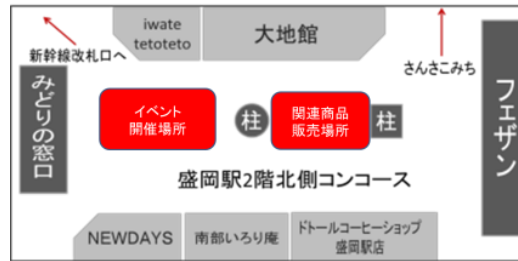 iwate
tetoteto
大地館
新幹線改札口へ
さんさこみち
みどりの窓口
イベント
開催場所
柱
関連商品
販売場所
柱
フェザン
盛岡駅2階北側コンコース
NEWDAYS
南部いろり庵
ドトールコーヒーショップ
盛岡駅店